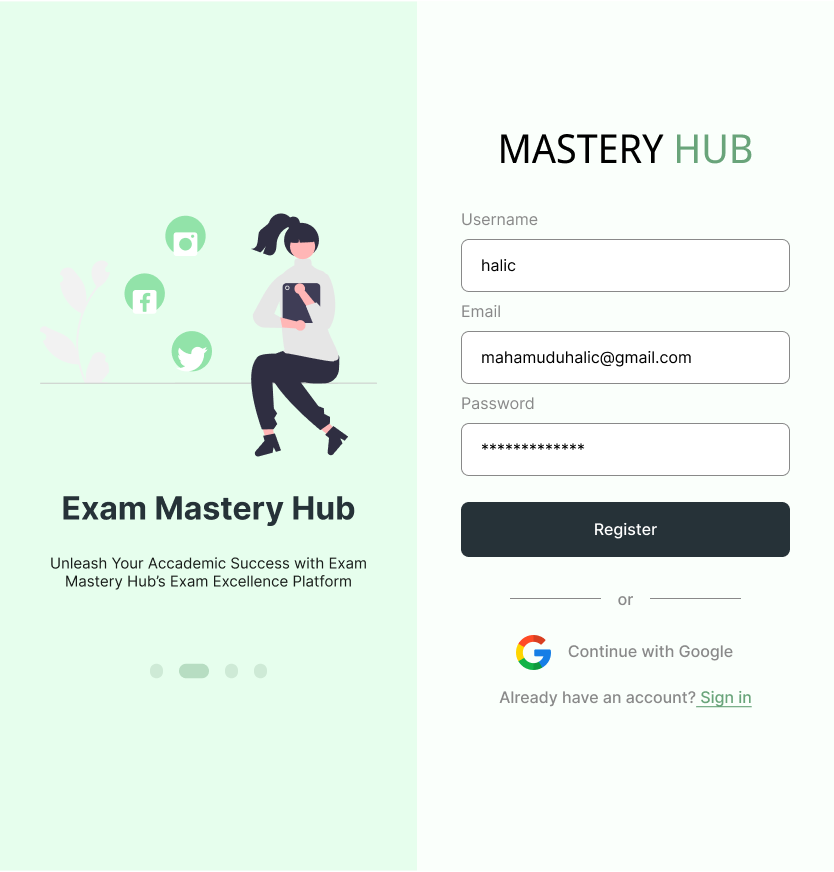 Exam Mastery Hub
Unleash Your Accademic Success with Exam
Mastery Hub's Exam Excellence Platform
MASTERY HUB
Username
halic
Email
mahamuduhalic@gmail.com
Password
*************
Register
or
Continue with Google
Already have an account? Sign in